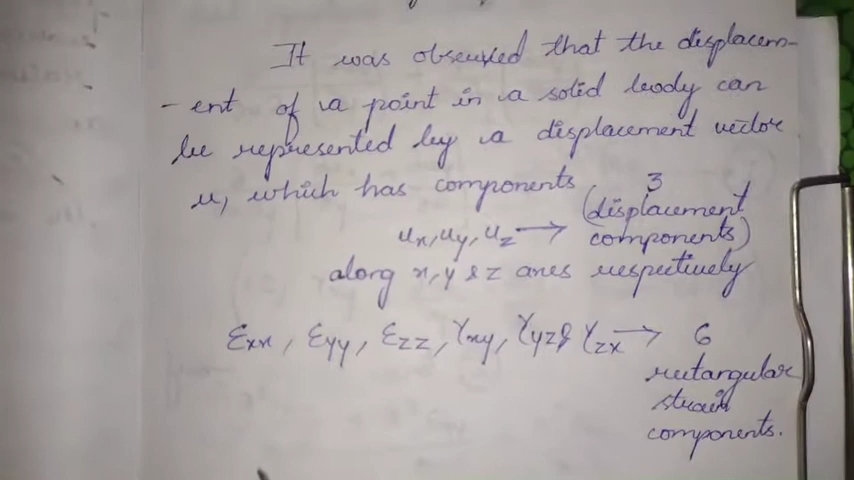 It was observed that the displacem-
- ent of a point in a solid body can
be represented by a displacement vector
u, which has components 3
(displacement
ux, uy, uz → components)
along x, y & z axes respectively
εxx, εyy, εzz, γxy, γyz & γzx → 6
rectangular
strain
components.